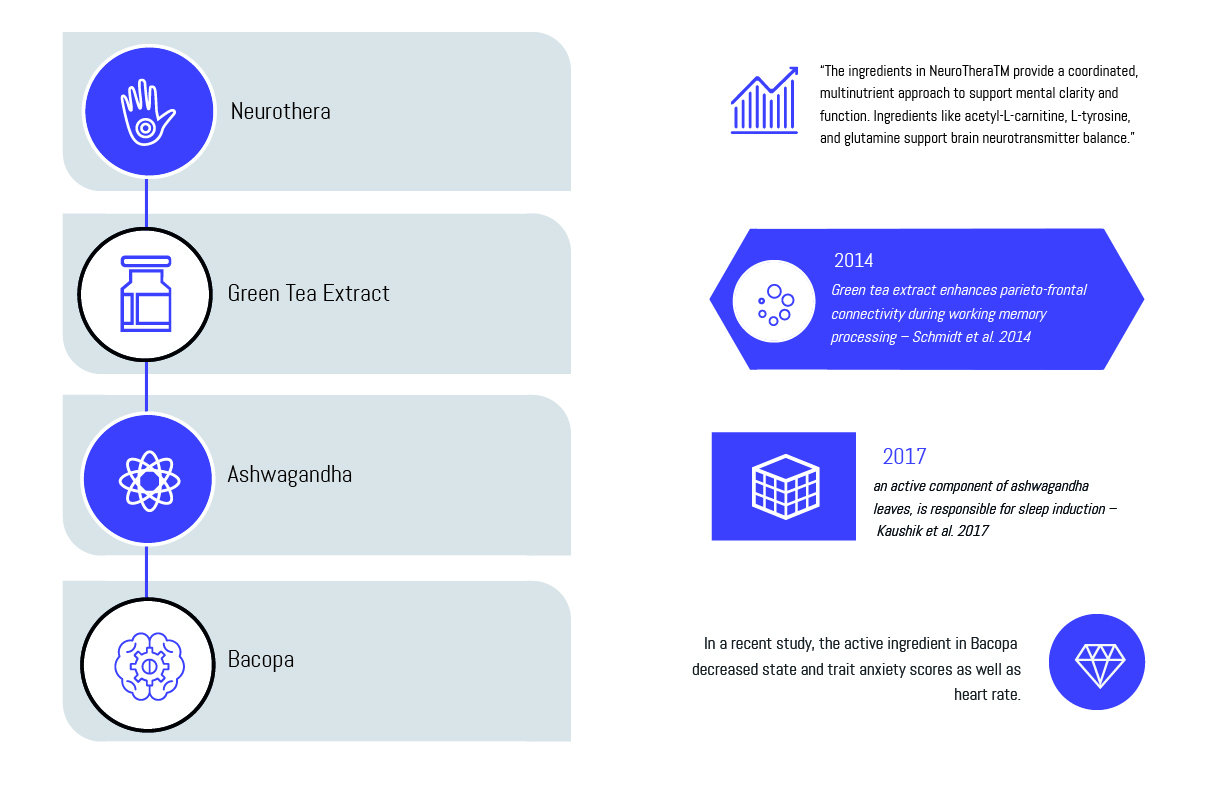 Neurothera
"The ingredients in NeuroTheraTM provide a coordinated,
multinutrient approach to support mental clarity and
function. Ingredients like acetyl-L-carnitine, L-tyrosine,
and glutamine support brain neurotransmitter balance."
Green Tea Extract
2014
Green tea extract enhances parieto-frontal
connectivity during working memory
processing – Schmidt et al. 2014
Ashwagandha
2017
an active component of ashwagandha
leaves, is responsible for sleep induction –
Kaushik et al. 2017
Bacopa
In a recent study, the active ingredient in Bacopa
decreased state and trait anxiety scores as well as
heart rate.